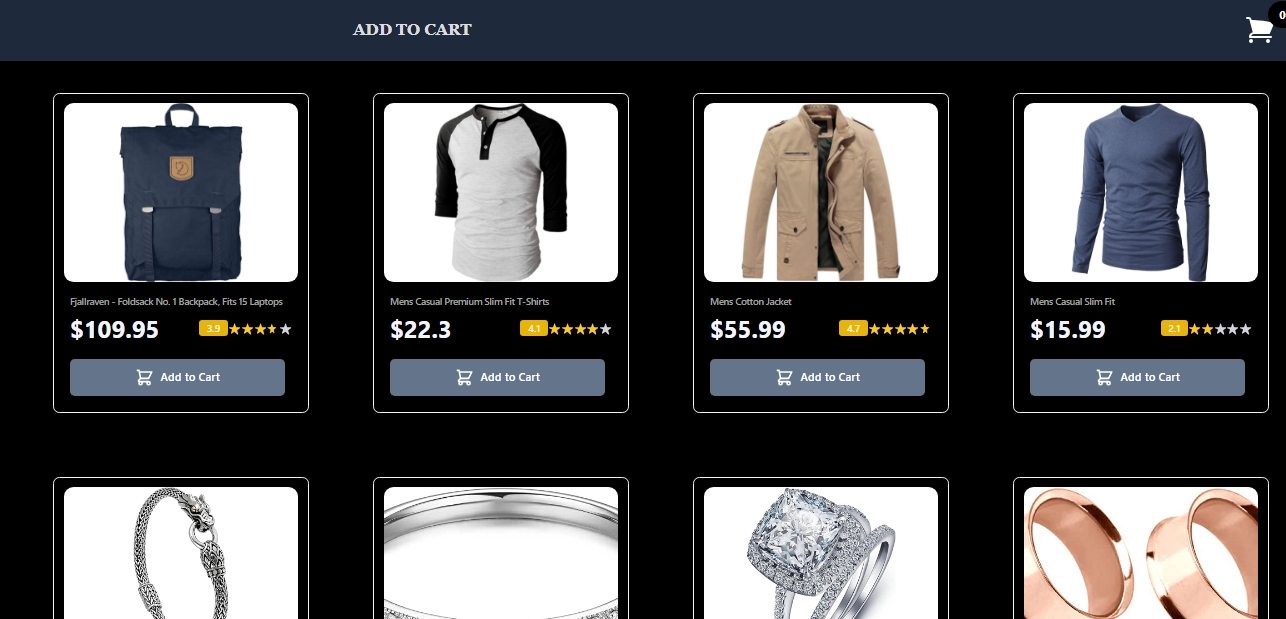 ADD TO CART
0
Fjallraven - Foldsack No. 1 Backpack, Fits 15 Laptops
$109.95 3.9
Add to Cart
Mens Casual Premium Slim Fit T-Shirts
$22.3 4.1
Add to Cart
Mens Cotton Jacket
$55.99 4.7
Add to Cart
Mens Casual Slim Fit
$15.99 2.1
Add to Cart